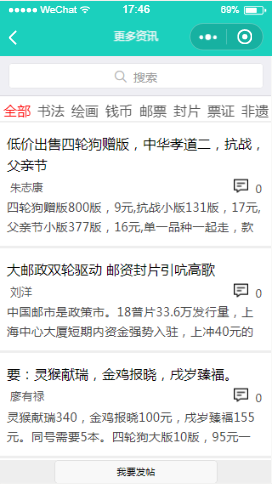 WeChat 17:46 89%
更多资讯
搜索
全部 书法 绘画 钱币 邮票 封片 票证 非遗
低价出售四轮狗赠版，中华孝道二，抗战，
父亲节
朱志康 0
四轮狗赠版800版，9元,抗战小版131版，17元,
父亲节小版377版，16元,单一品种一起走，款
大邮政双轮驱动 邮资封片引吭高歌
刘洋 0
中国邮市是政策市。18普片33.6万发行量，上
海中心大厦短期内资金强势入驻，上冲40元的
要：灵猴献瑞，金鸡报晓，戌岁臻福。
廖有禄 0
灵猴献瑞340，金鸡报晓100元，戌岁臻福155
元。同号需要5本。四轮狗大版10版，95元一
我要发帖